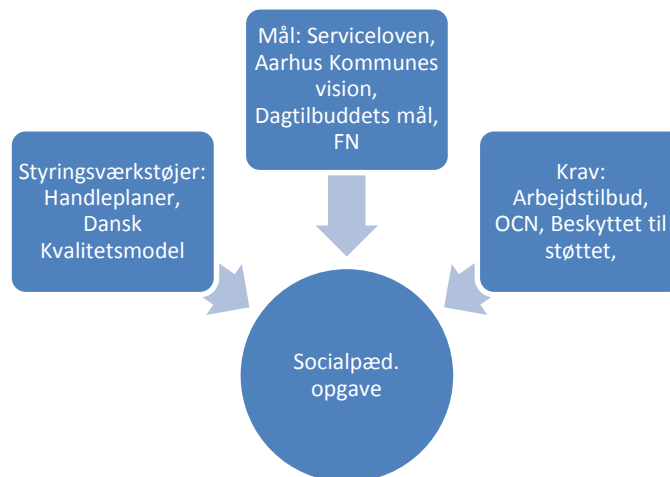 Mål: Serviceloven,
Aarhus Kommunes
vision,
Dagtilbuddets mål,
FN
Styringsværkstøjer:
Handleplaner,
Dansk
Kvalitetsmodel
Krav:
Arbejdstilbud,
OCN, Beskyttet til
støttet,
Socialpæd.
opgave